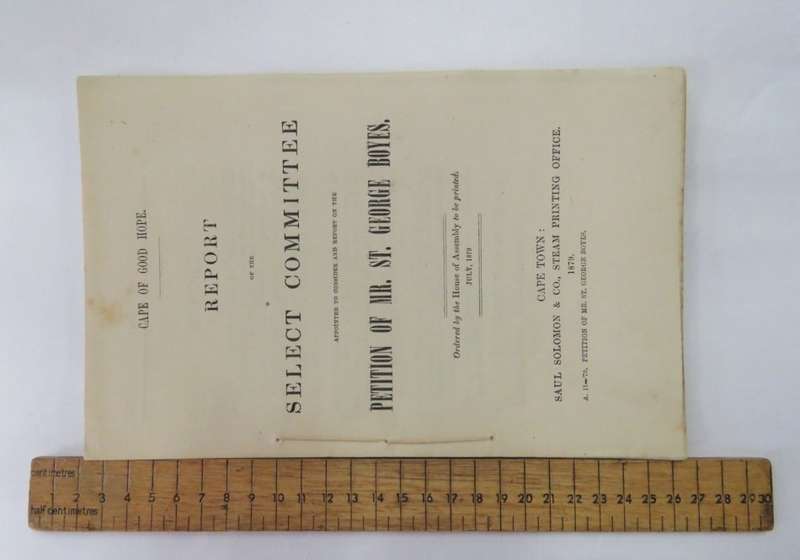 CAPE OF GOOD HOPE.
REPORT
OF THE
SELECT COMMITTEE
APPOINTED TO CONSIDER AND REPORT ON THE
PETITION OF MR. ST. GEORGE BOYES.
Ordered by the House of Assembly to be printed.
JULY, 1879
CAPE TOWN:
SAUL SOLOMON & CO., STEAM PRINTING OFFICE.
1879.
A. 11—79. PETITION OF MR. ST. GEORGE BOYES.
centimetres
1 2 3 4 5 6 7 8 9 10 11 12 13 14 15 16 17 18 19 20 21 22 23 24 25 26 27 28 29 30
half centimetres